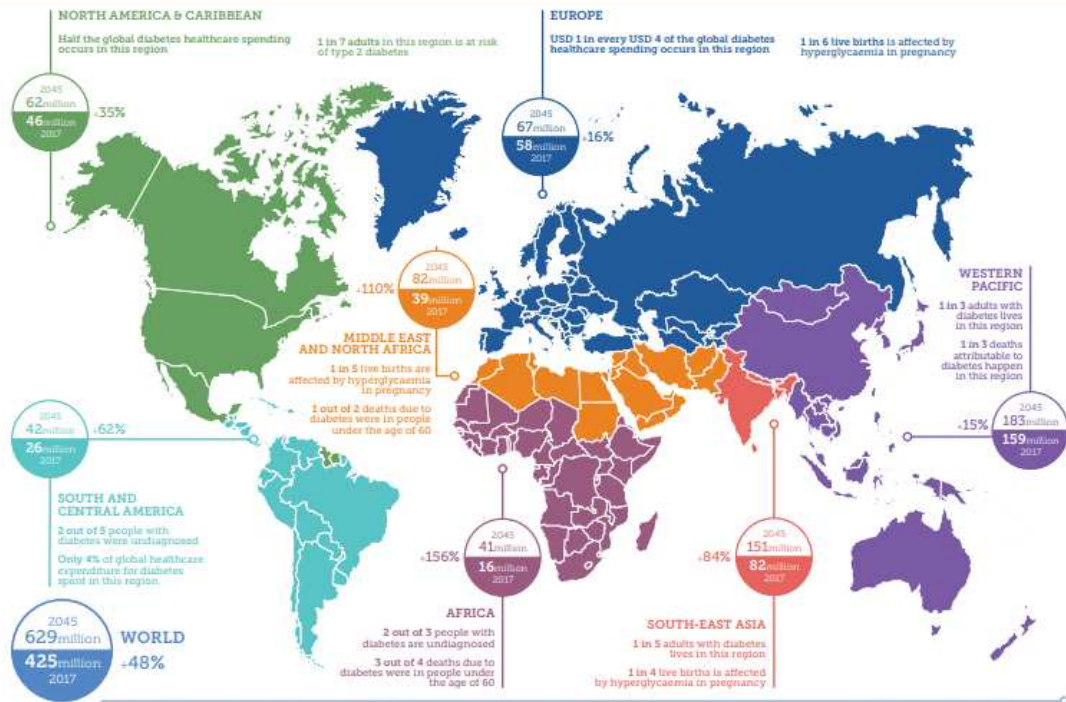 NORTH AMERICA & CARIBBEAN
Half the global diabetes healthcare spending
occurs in this region
1 in 7 adults in this region is at risk
of type 2 diabetes
2045
62million
46million
2017
+35%
EUROPE
USD 1 in every USD 4 of the global diabetes
healthcare spending occurs in this region
1 in 6 live births is affected by
hyperglycaemia in pregnancy
2045
67million
58million
2017
+16%
2045
82million
39million
2017
+110%
MIDDLE EAST
AND NORTH AFRICA
1 in 5 live births are
affected by hyperglycaemia
in pregnancy
1 out of 2 deaths due to
diabetes were in people
under the age of 60
WESTERN
PACIFIC
1 in 3 adults with
diabetes lives
in this region
1 in 3 deaths
attributable to
diabetes happen
in this region
2045
183million
159million
2017
+15%
2045
42million
26million
2017
+62%
SOUTH AND
CENTRAL AMERICA
2 out of 5 people with
diabetes were undiagnosed
Only 4% of global healthcare
expenditure for diabetes
spent in this region
2045
41million
16million
2017
+156%
AFRICA
2 out of 3 people with
diabetes are undiagnosed
3 out of 4 deaths due to
diabetes were in people under
the age of 60
2045
151million
82million
2017
+84%
SOUTH-EAST ASIA
1 in 5 adults with diabetes
lives in this region
1 in 4 live births is affected
by hyperglycaemia in pregnancy
2045
629million
425million
2017
WORLD
+48%